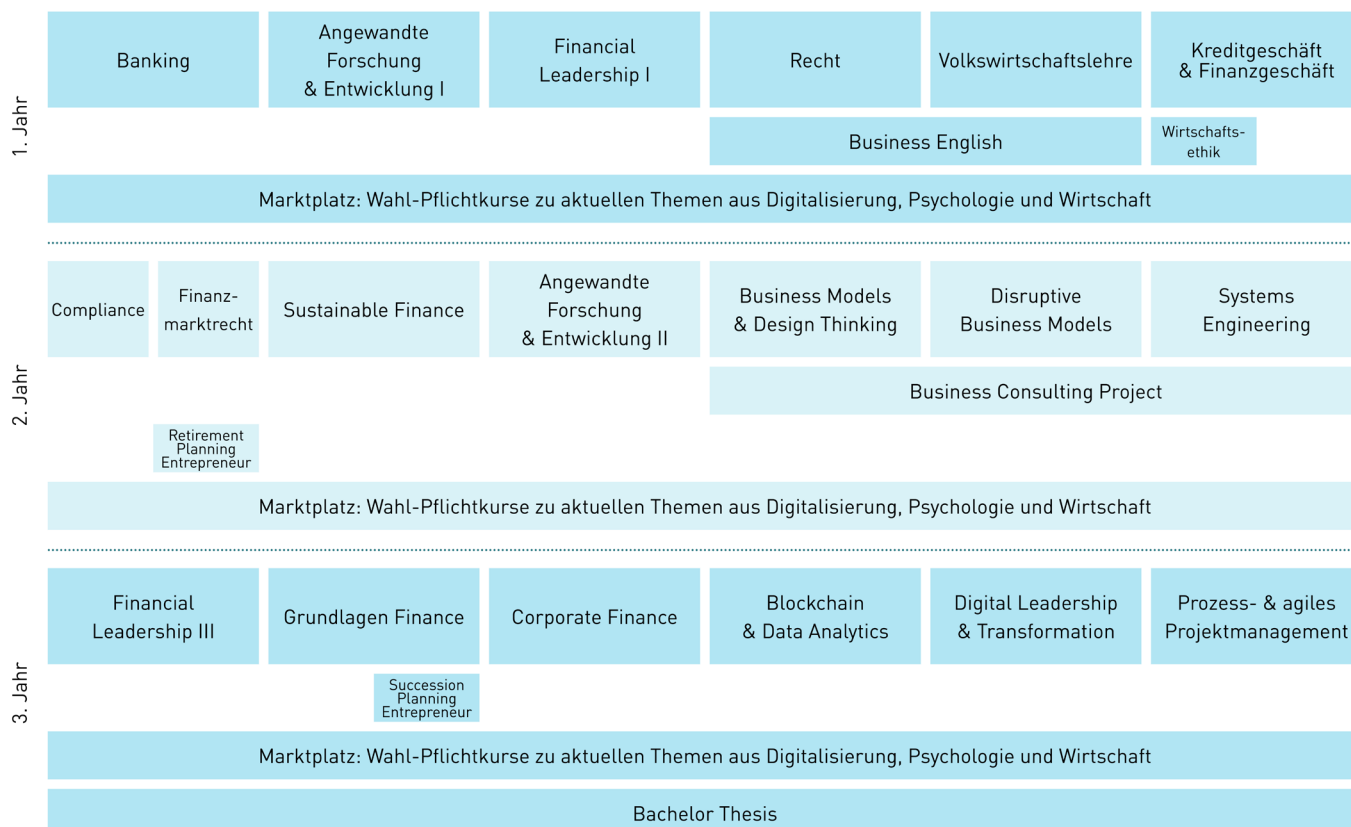 1. Jahr
Banking
Angewandte
Forschung
& Entwicklung I
Financial
Leadership I
Recht
Volkswirtschaftslehre
Kreditgeschäft
& Finanzgeschäft
Business English
Wirtschafts-
ethik
Marktplatz: Wahl-Pflichtkurse zu aktuellen Themen aus Digitalisierung, Psychologie und Wirtschaft
2. Jahr
Compliance
Finanz-
marktrecht
Sustainable Finance
Angewandte
Forschung
& Entwicklung II
Business Models
& Design Thinking
Disruptive
Business Models
Systems
Engineering
Business Consulting Project
Retirement
Planning
Entrepreneur
Marktplatz: Wahl-Pflichtkurse zu aktuellen Themen aus Digitalisierung, Psychologie und Wirtschaft
3. Jahr
Financial
Leadership III
Grundlagen Finance
Corporate Finance
Blockchain
& Data Analytics
Digital Leadership
& Transformation
Prozess- & agiles
Projektmanagement
Succession
Planning
Entrepreneur
Marktplatz: Wahl-Pflichtkurse zu aktuellen Themen aus Digitalisierung, Psychologie und Wirtschaft
Bachelor Thesis